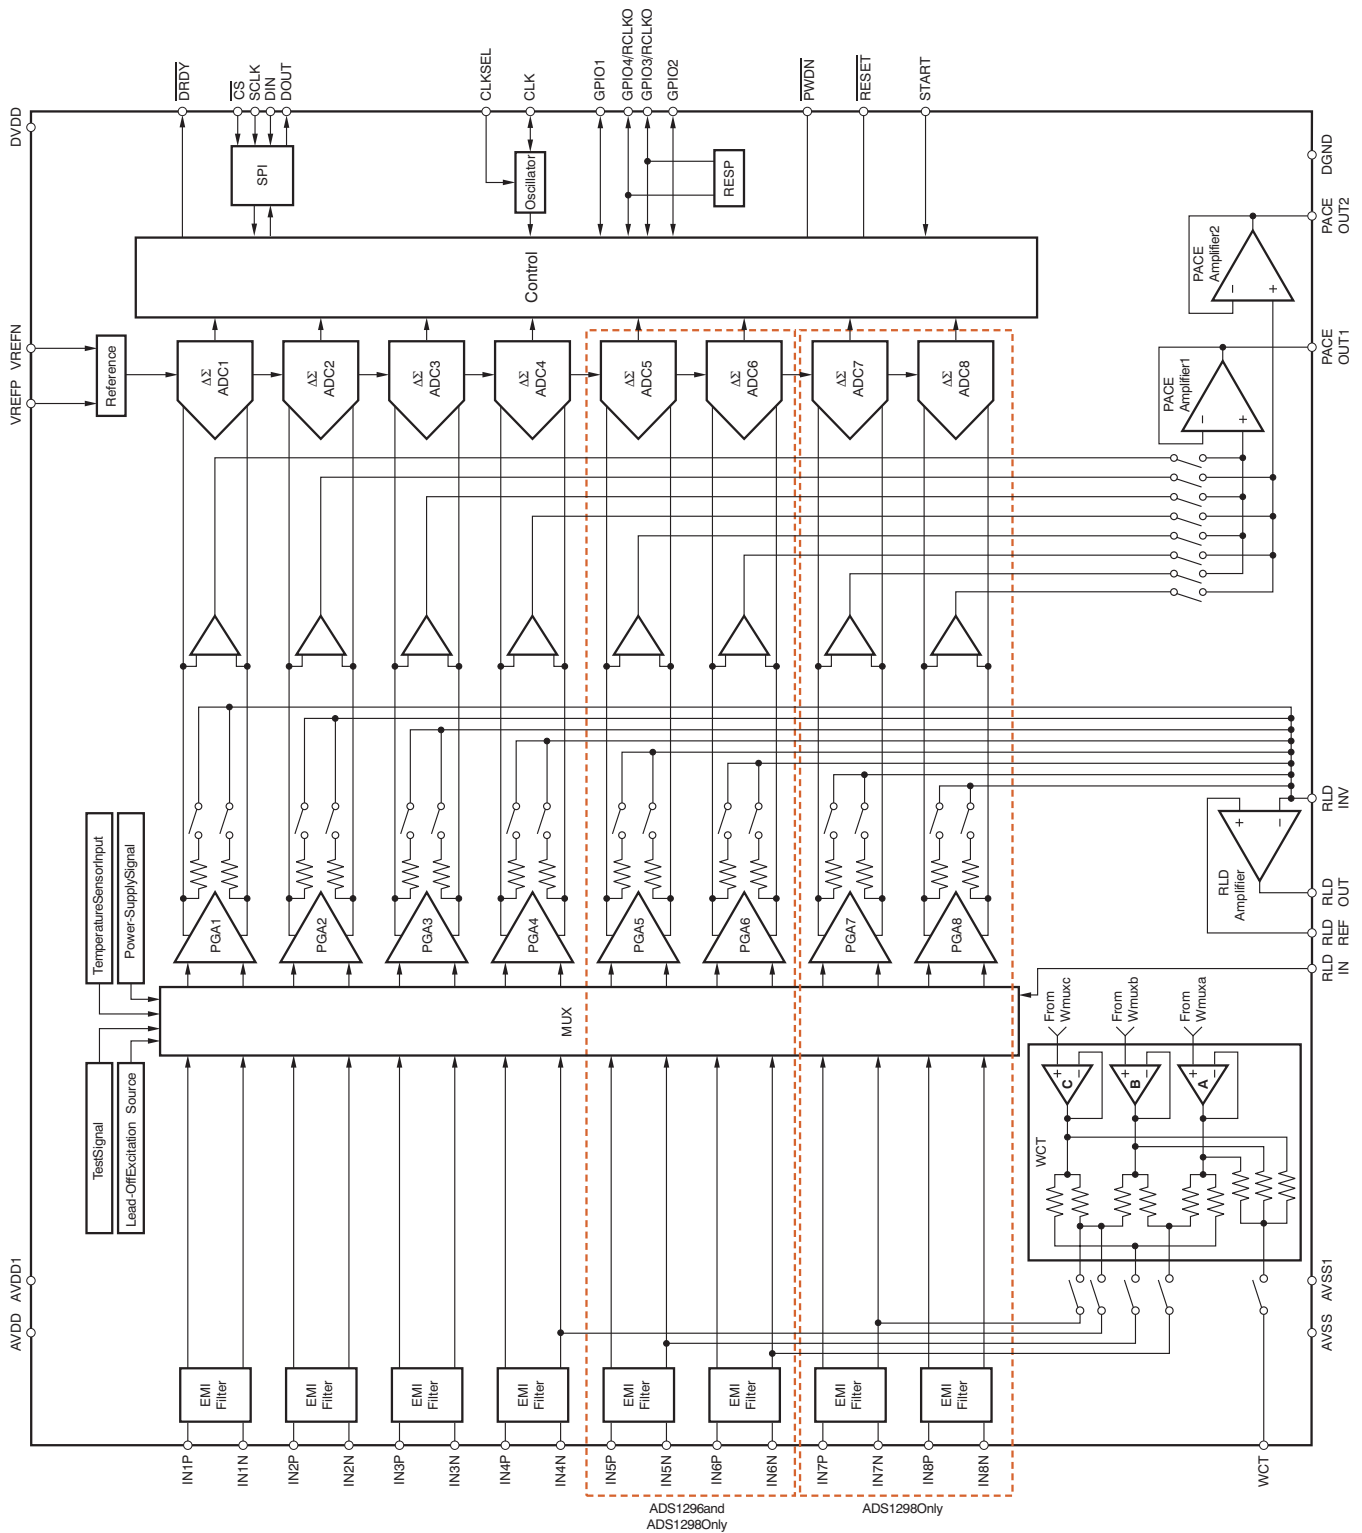 DVDD
DRDY
CS
SCLK
DIN
DOUT
CLKSEL
CLK
GPIO1
GPIO4/RCLKO
GPIO3/RCLKO
GPIO2
PWDN
RESET
START
DGND
SPI
Oscillator
RESP
Control
PACE
OUT2
PACE
Amplifier2
VREFN
VREFP
Reference
ΔΣ
ADC1
ΔΣ
ADC2
ΔΣ
ADC3
ΔΣ
ADC4
ΔΣ
ADC5
ΔΣ
ADC6
ΔΣ
ADC7
ΔΣ
ADC8
PACE
Amplifier1
PACE
OUT1
− +
− +
TemperatureSensorInput
Power-SupplySignal
PGA1
PGA2
PGA3
PGA4
PGA5
PGA6
PGA7
PGA8
+ −
RLD
Amplifier
RLD
INV
RLD
OUT
RLD
REF
RLD
IN
MUX
TestSignal
Lead-OffExcitation Source
From
Wmuxc
From
Wmuxb
From
Wmuxa
+ −
C
+ −
B
+ −
A
WCT
AVDD1
AVDD
AVSS1
AVSS
EMI
Filter
EMI
Filter
EMI
Filter
EMI
Filter
EMI
Filter
EMI
Filter
EMI
Filter
EMI
Filter
IN1P
IN1N
IN2P
IN2N
IN3P
IN3N
IN4P
IN4N
IN5P
IN5N
IN6P
IN6N
IN7P
IN7N
IN8P
IN8N
WCT
ADS1296and
ADS1298Only
ADS1298Only